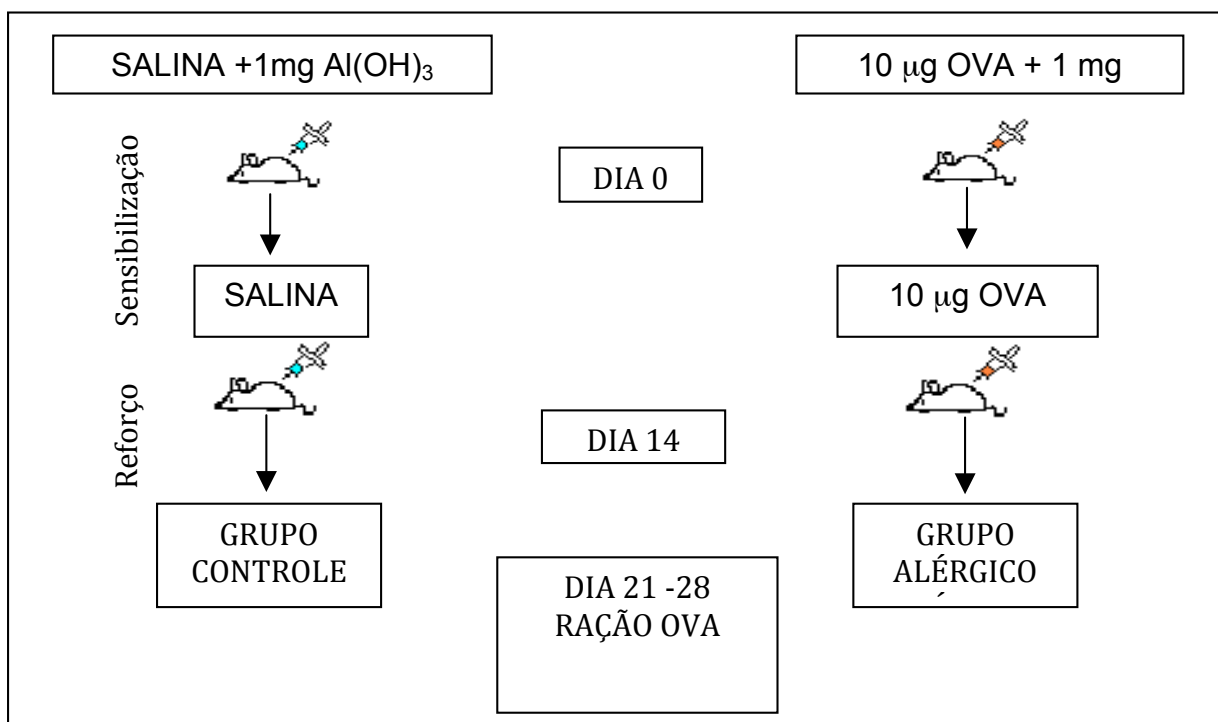 SALINA +1mg Al(OH)₃
10 μg OVA + 1 mg
Sensibilização
DIA 0
SALINA
10 μg OVA
Reforço
DIA 14
GRUPO
CONTROLE
GRUPO
ALÉRGICO
DIA 21 -28
RAÇÃO OVA